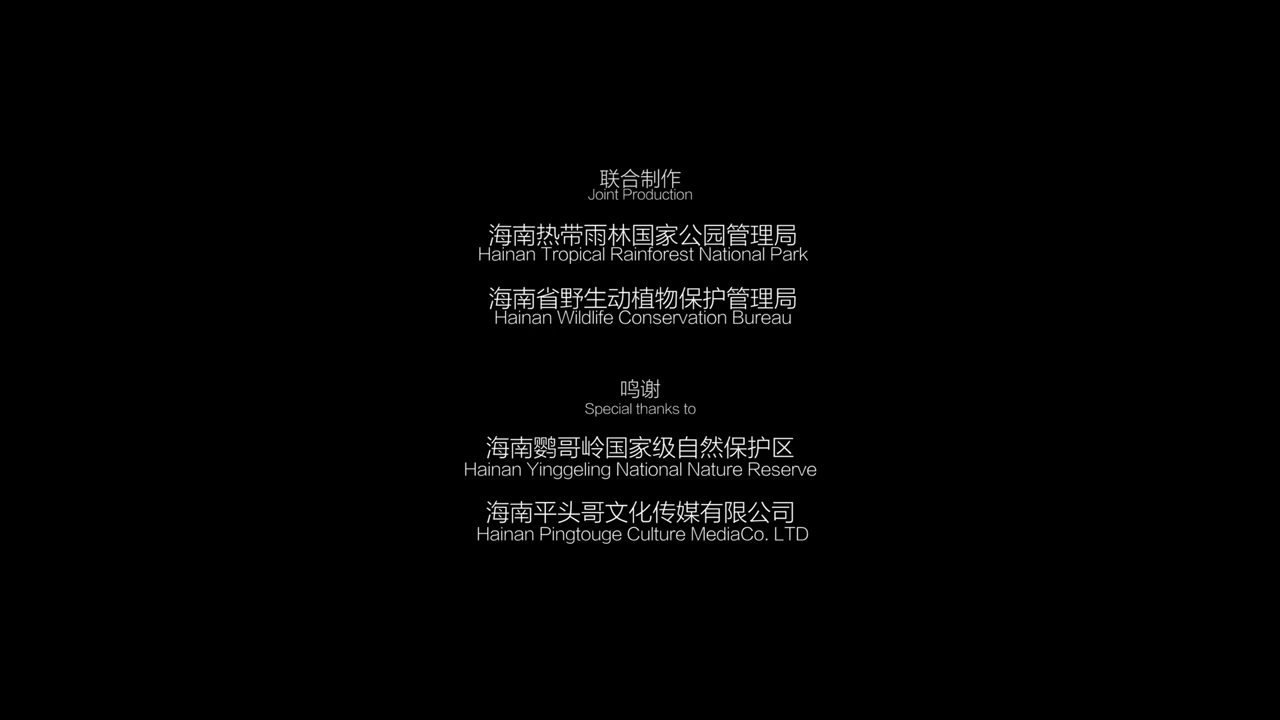 联合制作
Joint Production
海南热带雨林国家公园管理局
Hainan Tropical Rainforest National Park
海南省野生动植物保护管理局
Hainan Wildlife Conservation Bureau
鸣谢
Special thanks to
海南鹦哥岭国家级自然保护区
Hainan Yinggeling National Nature Reserve
海南平头哥文化传媒有限公司
Hainan Pingtouge Culture MediaCo. LTD